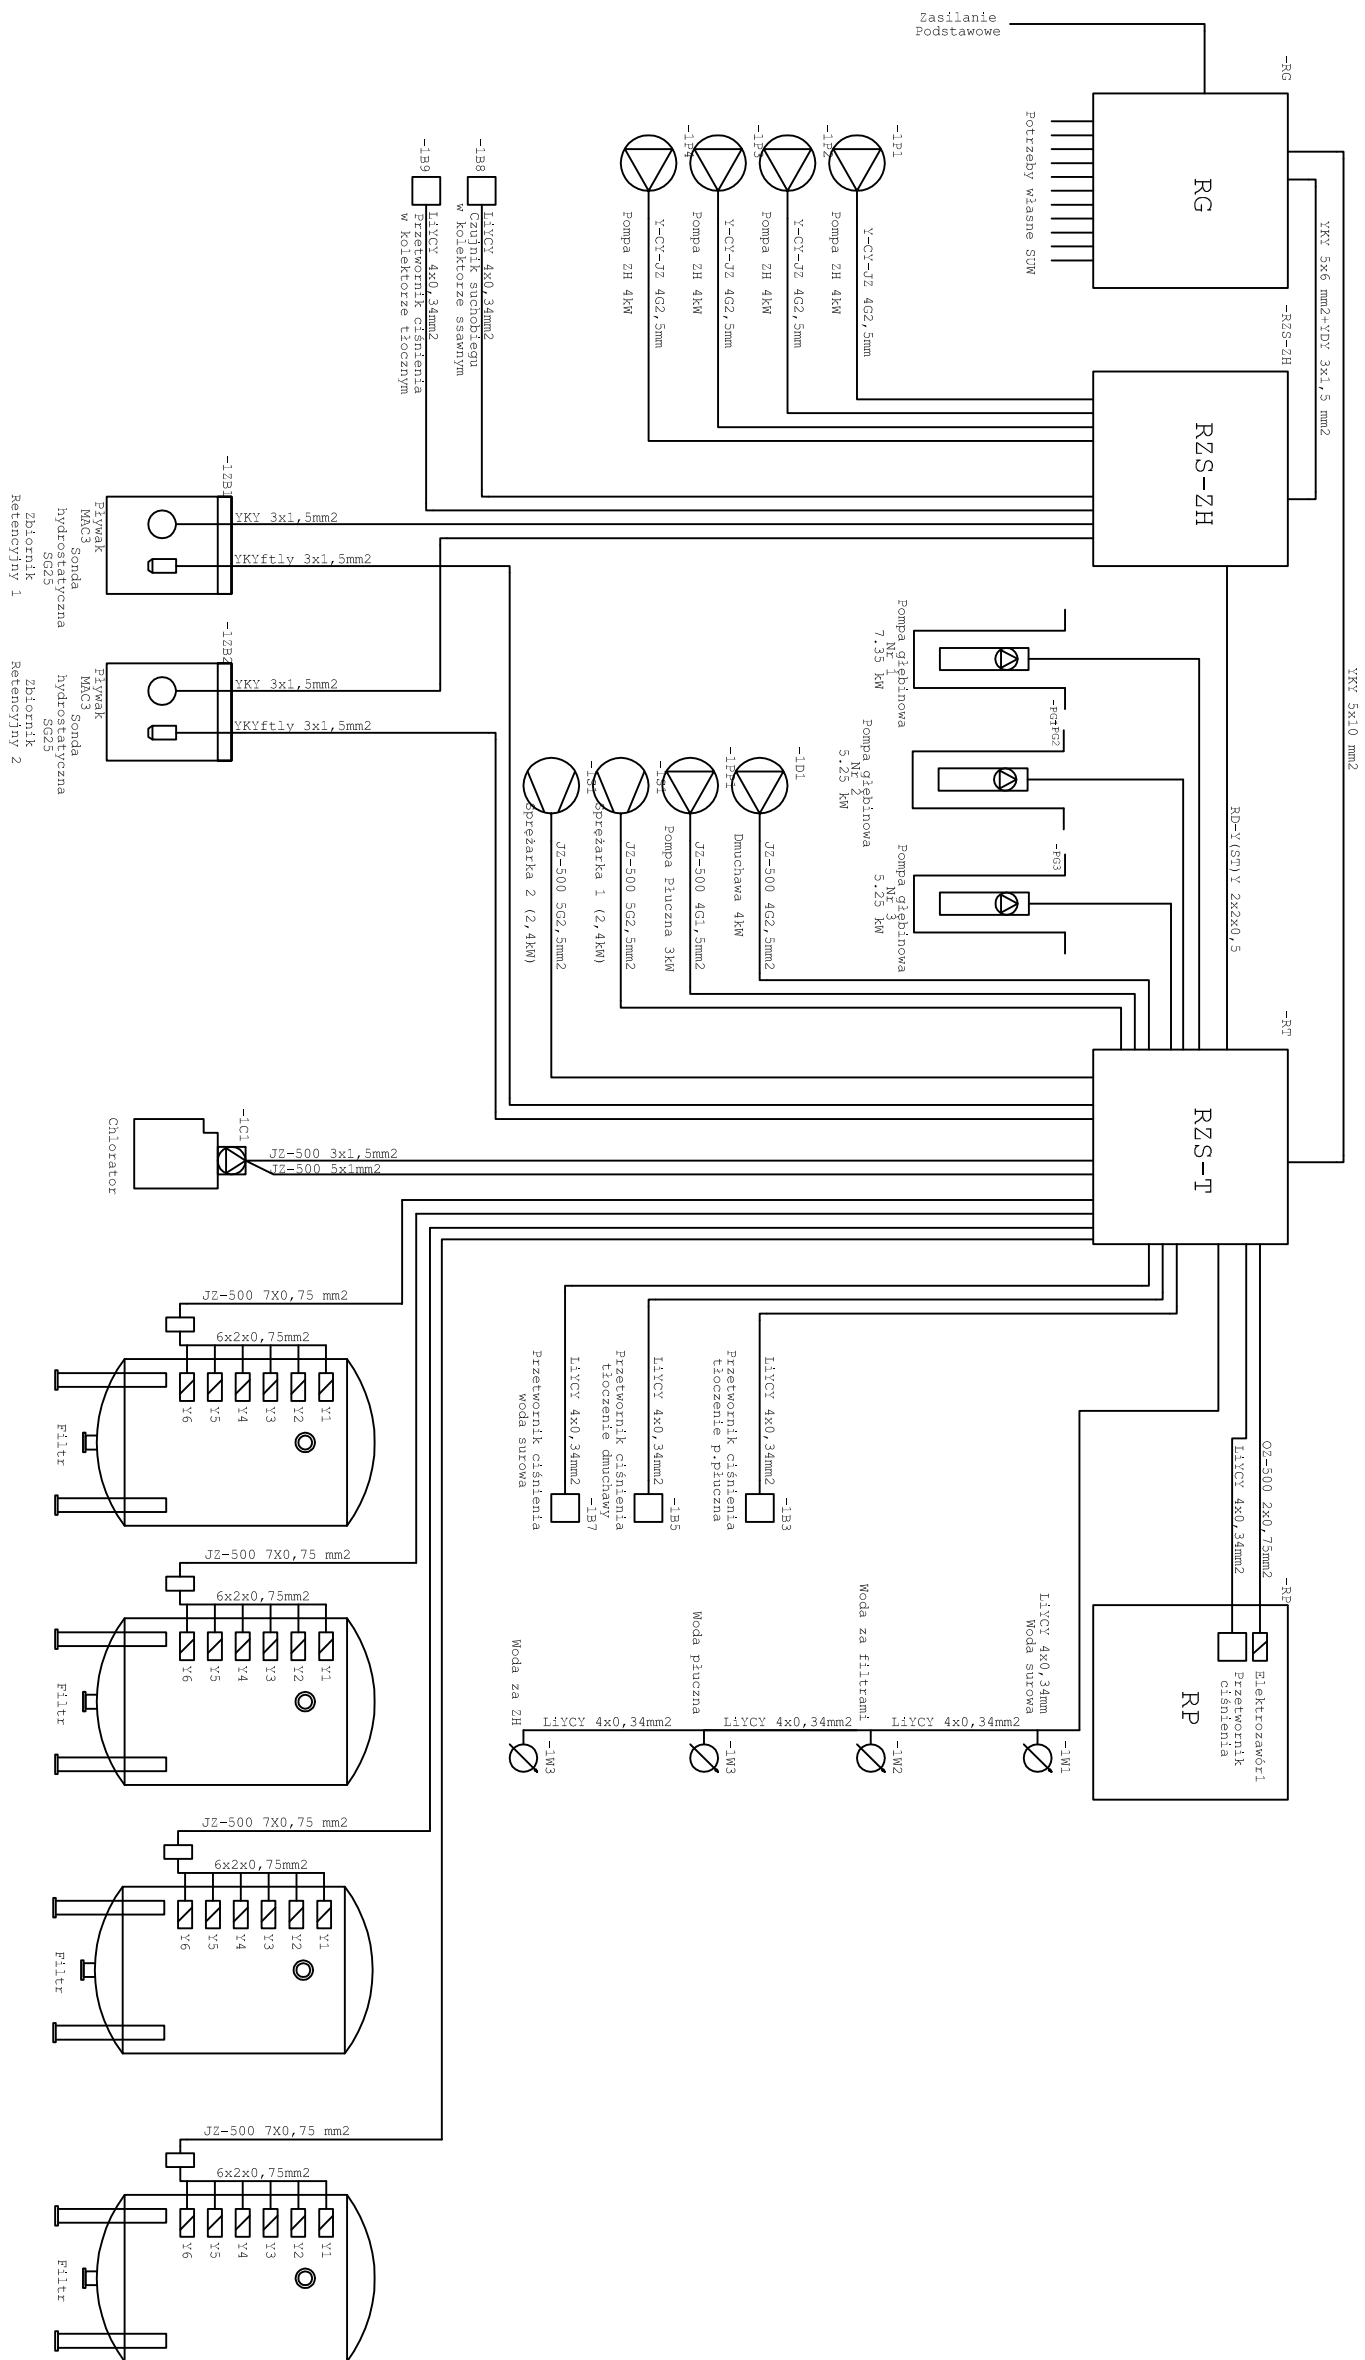 Zasilanie
Podstawowe
-RG
RG
Potrzeby własne SUW
YKY 5x6 mm2+YDY 3x1,5 mm2
YKY 5x10 mm2
-RZS-ZH
RZS-ZH
-1P1
Y-CY-JZ 4G2,5mm
Pompa ZH 4kW
-1P2
Y-CY-JZ 4G2,5mm
Pompa ZH 4kW
-1P3
Y-CY-JZ 4G2,5mm
Pompa ZH 4kW
-1P4
Y-CY-JZ 4G2,5mm
Pompa ZH 4kW
-1B8
LiYCY 4x0,34mm2
Czujnik suchobiegu
w kolektorze ssawnym
-1B9
LiYCY 4x0,34mm2
Przetwornik ciśnienia
w kolektorze tłocznym
-1ZB1
YKY 3x1,5mm2
YKYftly 3x1,5mm2
Pływak
MAC3
Sonda
hydrostatyczna
SG25
Zbiornik
Retencyjny 1
-1ZB2
YKY 3x1,5mm2
YKYftly 3x1,5mm2
Pływak
MAC3
Sonda
hydrostatyczna
SG25
Zbiornik
Retencyjny 2
Pompa głębinowa
Nr 1
7.35 kW
-PG1
-PG2
Pompa głębinowa
Nr 2
5.25 kW
-PG3
Pompa głębinowa
Nr 3
5.25 kW
RD-Y(ST)Y 2x2x0,5
-1D1
JZ-500 4G2,5mm2
Dmuchawa 4kW
-1PP1
JZ-500 4G1,5mm2
Pompa Płuczna 3kW
-1S1
JZ-500 5G2,5mm2
Sprężarka 1 (2,4kW)
-1S1
JZ-500 5G2,5mm2
Sprężarka 2 (2,4kW)
-RT
RZS-T
-1C1
JZ-500 3x1,5mm2
JZ-500 5x1mm2
Chlorator
LiYCY 4x0,34mm2
Przetwornik ciśnienia
tłoczenie p.płuczna
-1B3
LiYCY 4x0,34mm2
Przetwornik ciśnienia
tłoczenie dmuchawy
-1B5
LiYCY 4x0,34mm2
Przetwornik ciśnienia
woda surowa
-1B7
OZ-500 2x0,75mm2
LiYCY 4x0,34mm2
-RP
Elektrozawór1
Przetwornik
ciśnienia
RP
LiYCY 4x0,34mm
Woda surowa
-1W1
LiYCY 4x0,34mm2
Woda za filtrami
-1W2
LiYCY 4x0,34mm2
Woda płuczna
-1W3
LiYCY 4x0,34mm2
Woda za ZH
-1W3
JZ-500 7X0,75 mm2
6x2x0,75mm2
Y1
Y2
Y3
Y4
Y5
Y6
Filtr
JZ-500 7X0,75 mm2
6x2x0,75mm2
Y1
Y2
Y3
Y4
Y5
Y6
Filtr
JZ-500 7X0,75 mm2
6x2x0,75mm2
Y1
Y2
Y3
Y4
Y5
Y6
Filtr
JZ-500 7X0,75 mm2
6x2x0,75mm2
Y1
Y2
Y3
Y4
Y5
Y6
Filtr